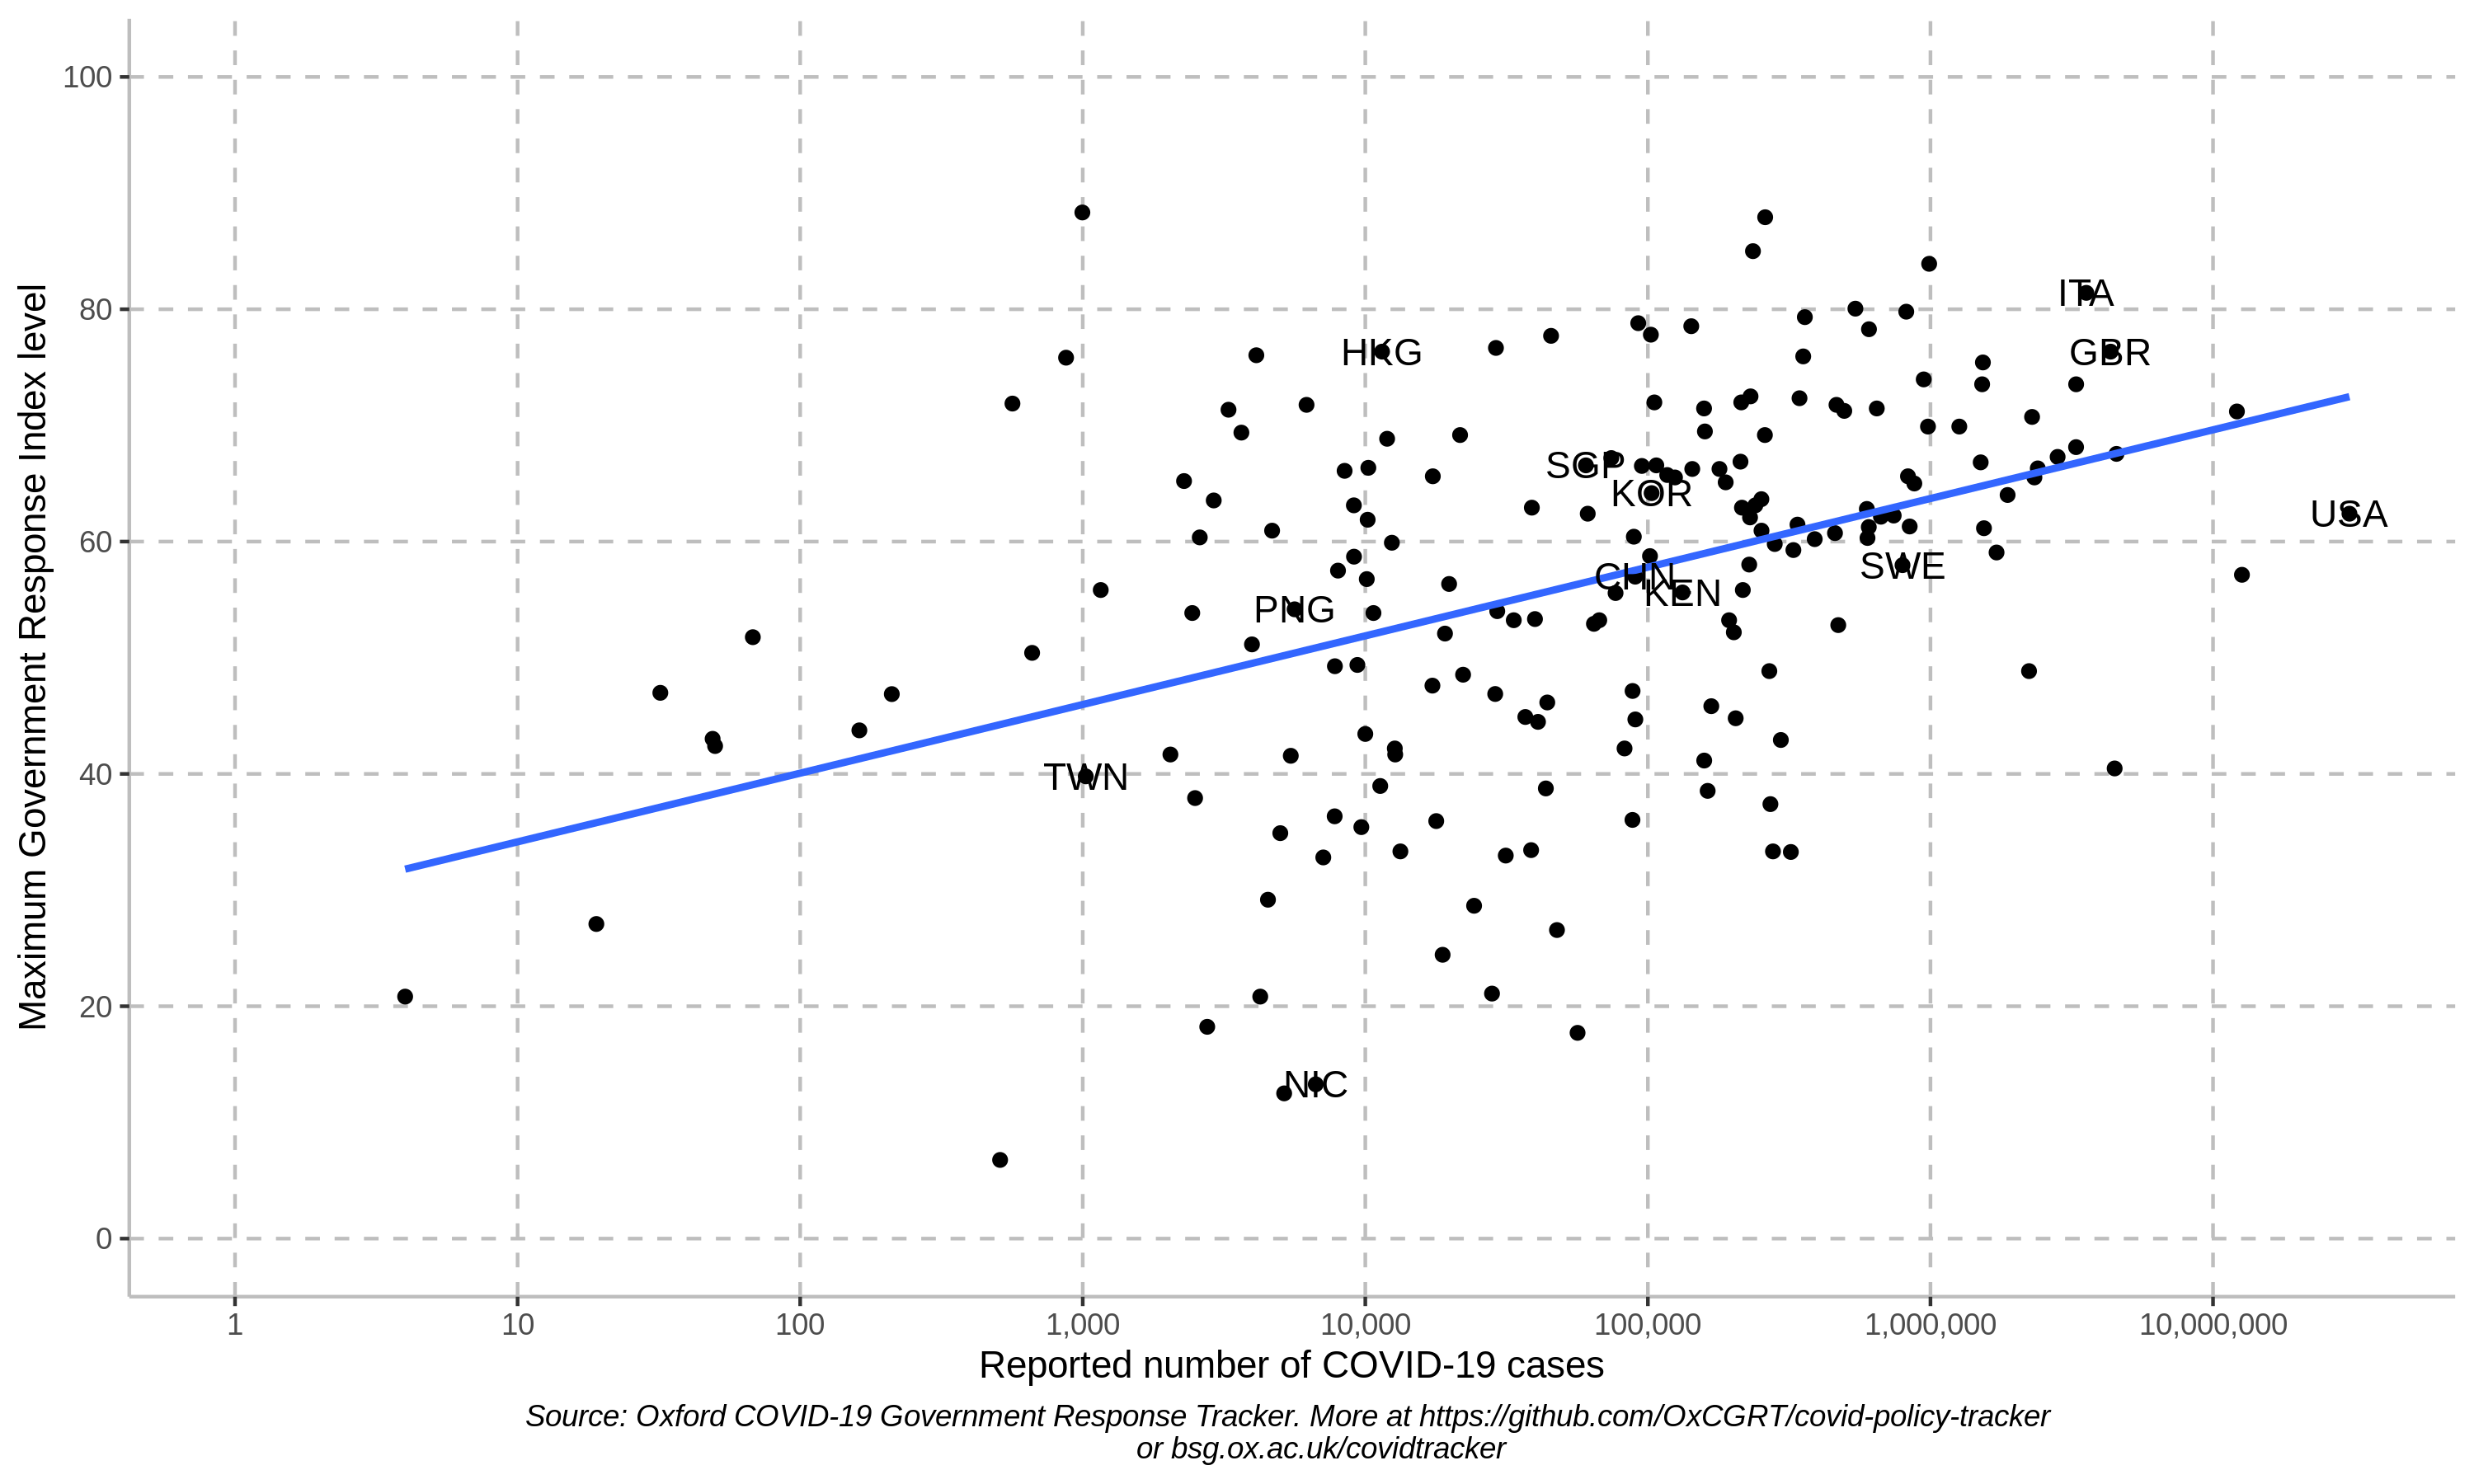 Maximum Government Response Index level
100
80
60
40
20
0
ITA
HKG
GBR
SGP
KOR
USA
SWE
CHN
KEN
PNG
TWN
NIC
1
10
100
1,000
10,000
100,000
1,000,000
10,000,000
Reported number of COVID-19 cases
Source: Oxford COVID-19 Government Response Tracker. More at https://github.com/OxCGRT/covid-policy-tracker
or bsg.ox.ac.uk/covidtracker